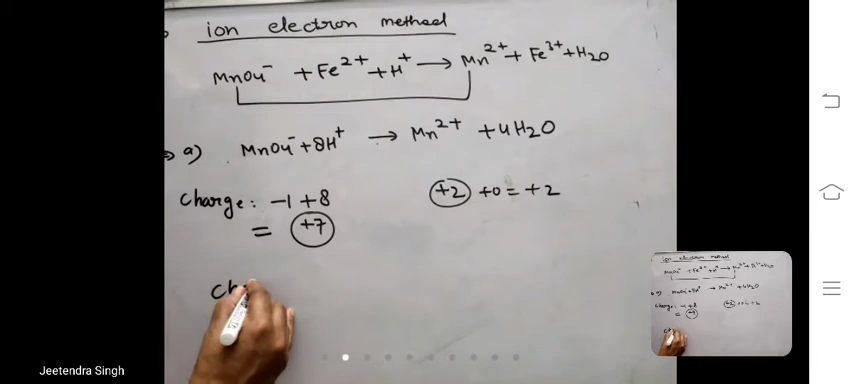 ion electron method
MnO4⁻ + Fe²⁺ + H⁺ → Mn²⁺ + Fe³⁺ + H2O
a) MnO4⁻ + 8H⁺ → Mn²⁺ + 4H2O
Charge: -1 + 8 +2 +0 = +2
= +7
Ch
Jeetendra Singh